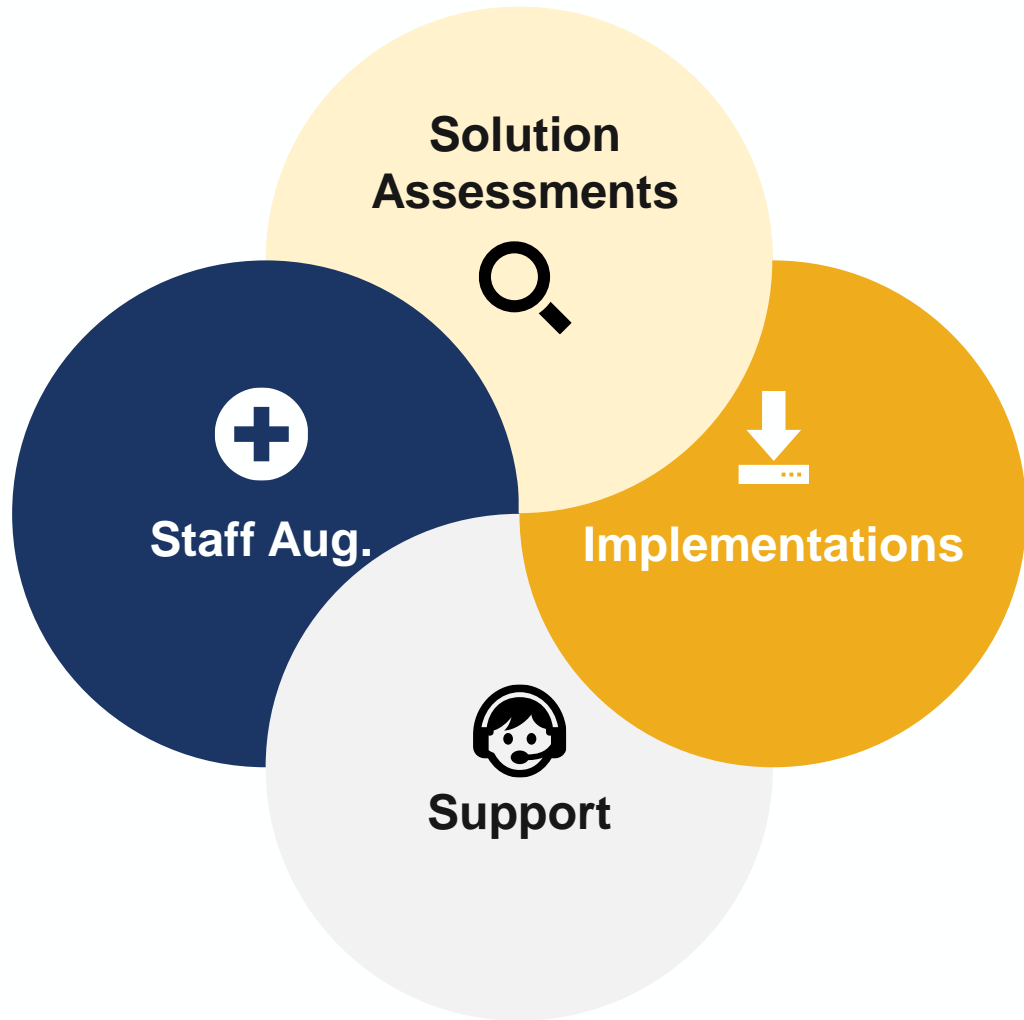 Solution
Assessments
Staff Aug.
Implementations
Support